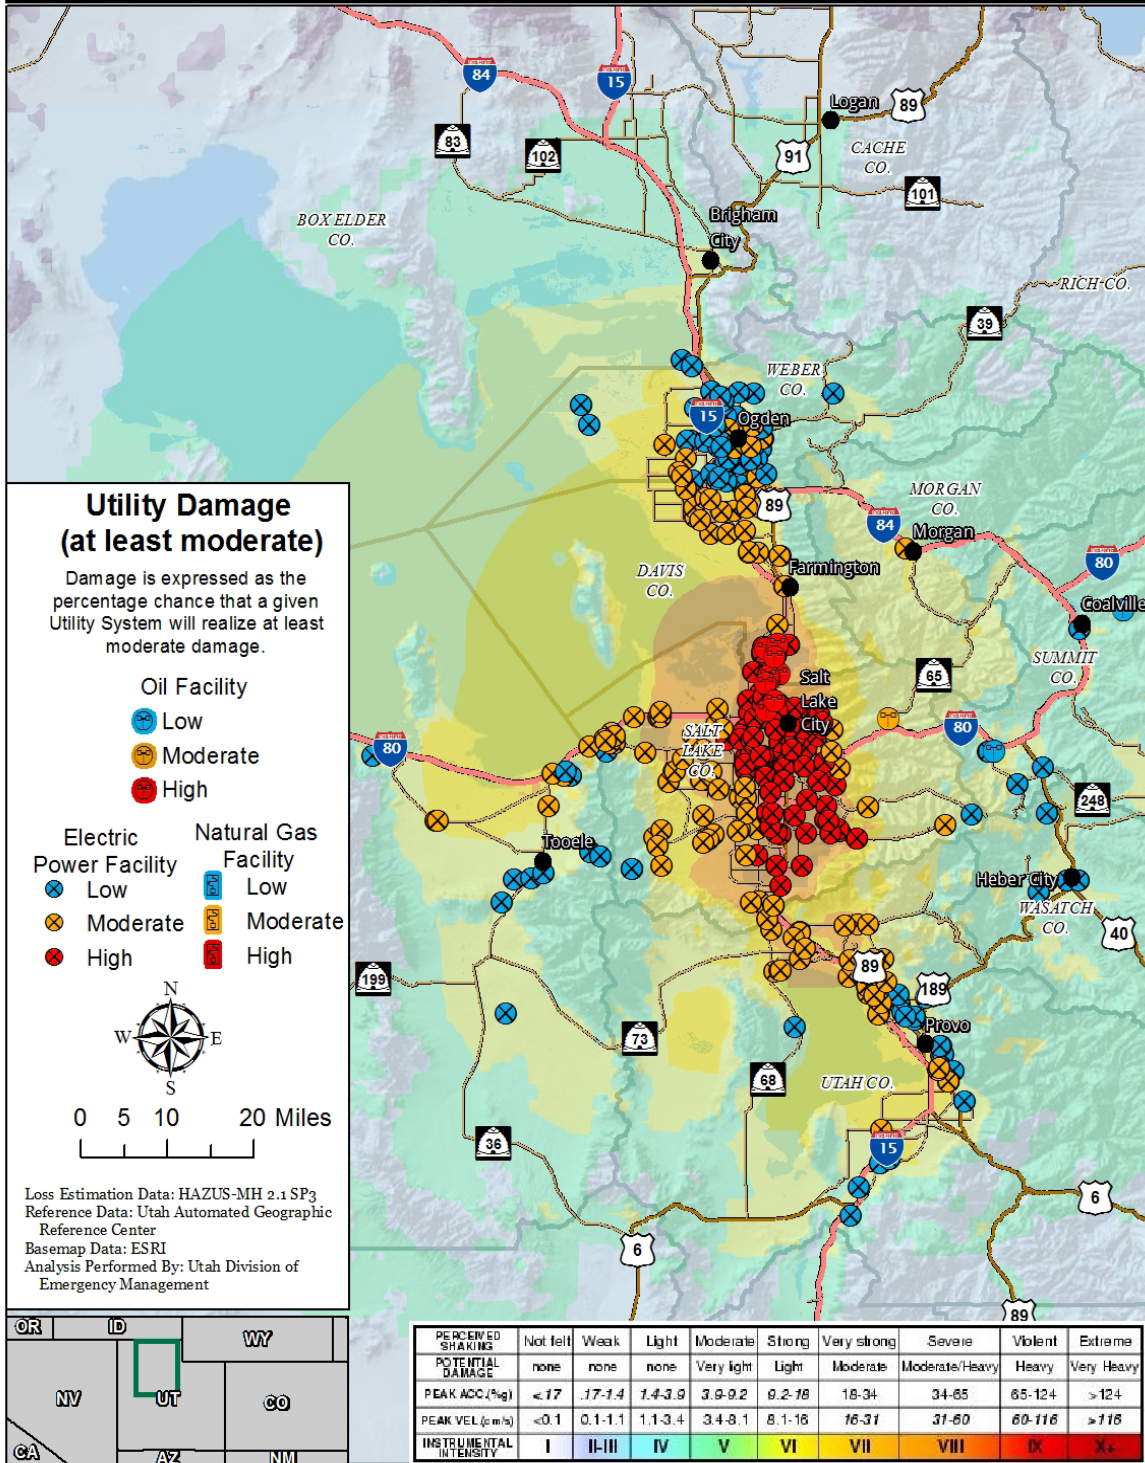 84
15
Logan
89
83
102
91
CACHE
CO.
101
BOX ELDER
CO.
Brigham
City
RICH CO.
39
WEBER
CO.
15
Ogden
89
MORGAN
CO.
84
Morgan
80
DAVIS
CO.
Farmington
Coalville
SUMMIT
CO.
65
Salt
Lake
City
80
SALT
LAKE
CO.
80
248
Tooele
Heber City
WASATCH
CO.
40
89
189
199
73
Provo
68
UTAH CO.
36
15
6
6
89
Utility Damage
(at least moderate)
Damage is expressed as the
percentage chance that a given
Utility System will realize at least
moderate damage.
Oil Facility
Low
Moderate
High
Electric
Power Facility
Low
Moderate
High
Natural Gas
Facility
Low
Moderate
High
N
W E
S
0 5 10 20 Miles
Loss Estimation Data: HAZUS-MH 2.1 SP3
Reference Data: Utah Automated Geographic
Reference Center
Basemap Data: ESRI
Analysis Performed By: Utah Division of
Emergency Management
OR ID WY
NV UT CO
CA AZ NM
PERCEIVED SHAKING Not felt Weak Light Moderate Strong Very strong Severe Violent Extreme
POTENTIAL DAMAGE none none none Very light Light Moderate Moderate/Heavy Heavy Very Heavy
PEAK ACC.(%g) <.17 .17-1.4 1.4-3.9 3.9-9.2 9.2-18 18-34 34-65 65-124 >124
PEAK VEL.(cm/s) <0.1 0.1-1.1 1.1-3.4 3.4-8.1 8.1-16 16-31 31-60 60-116 >116
INSTRUMENTAL INTENSITY I II-III IV V VI VII VIII IX X+